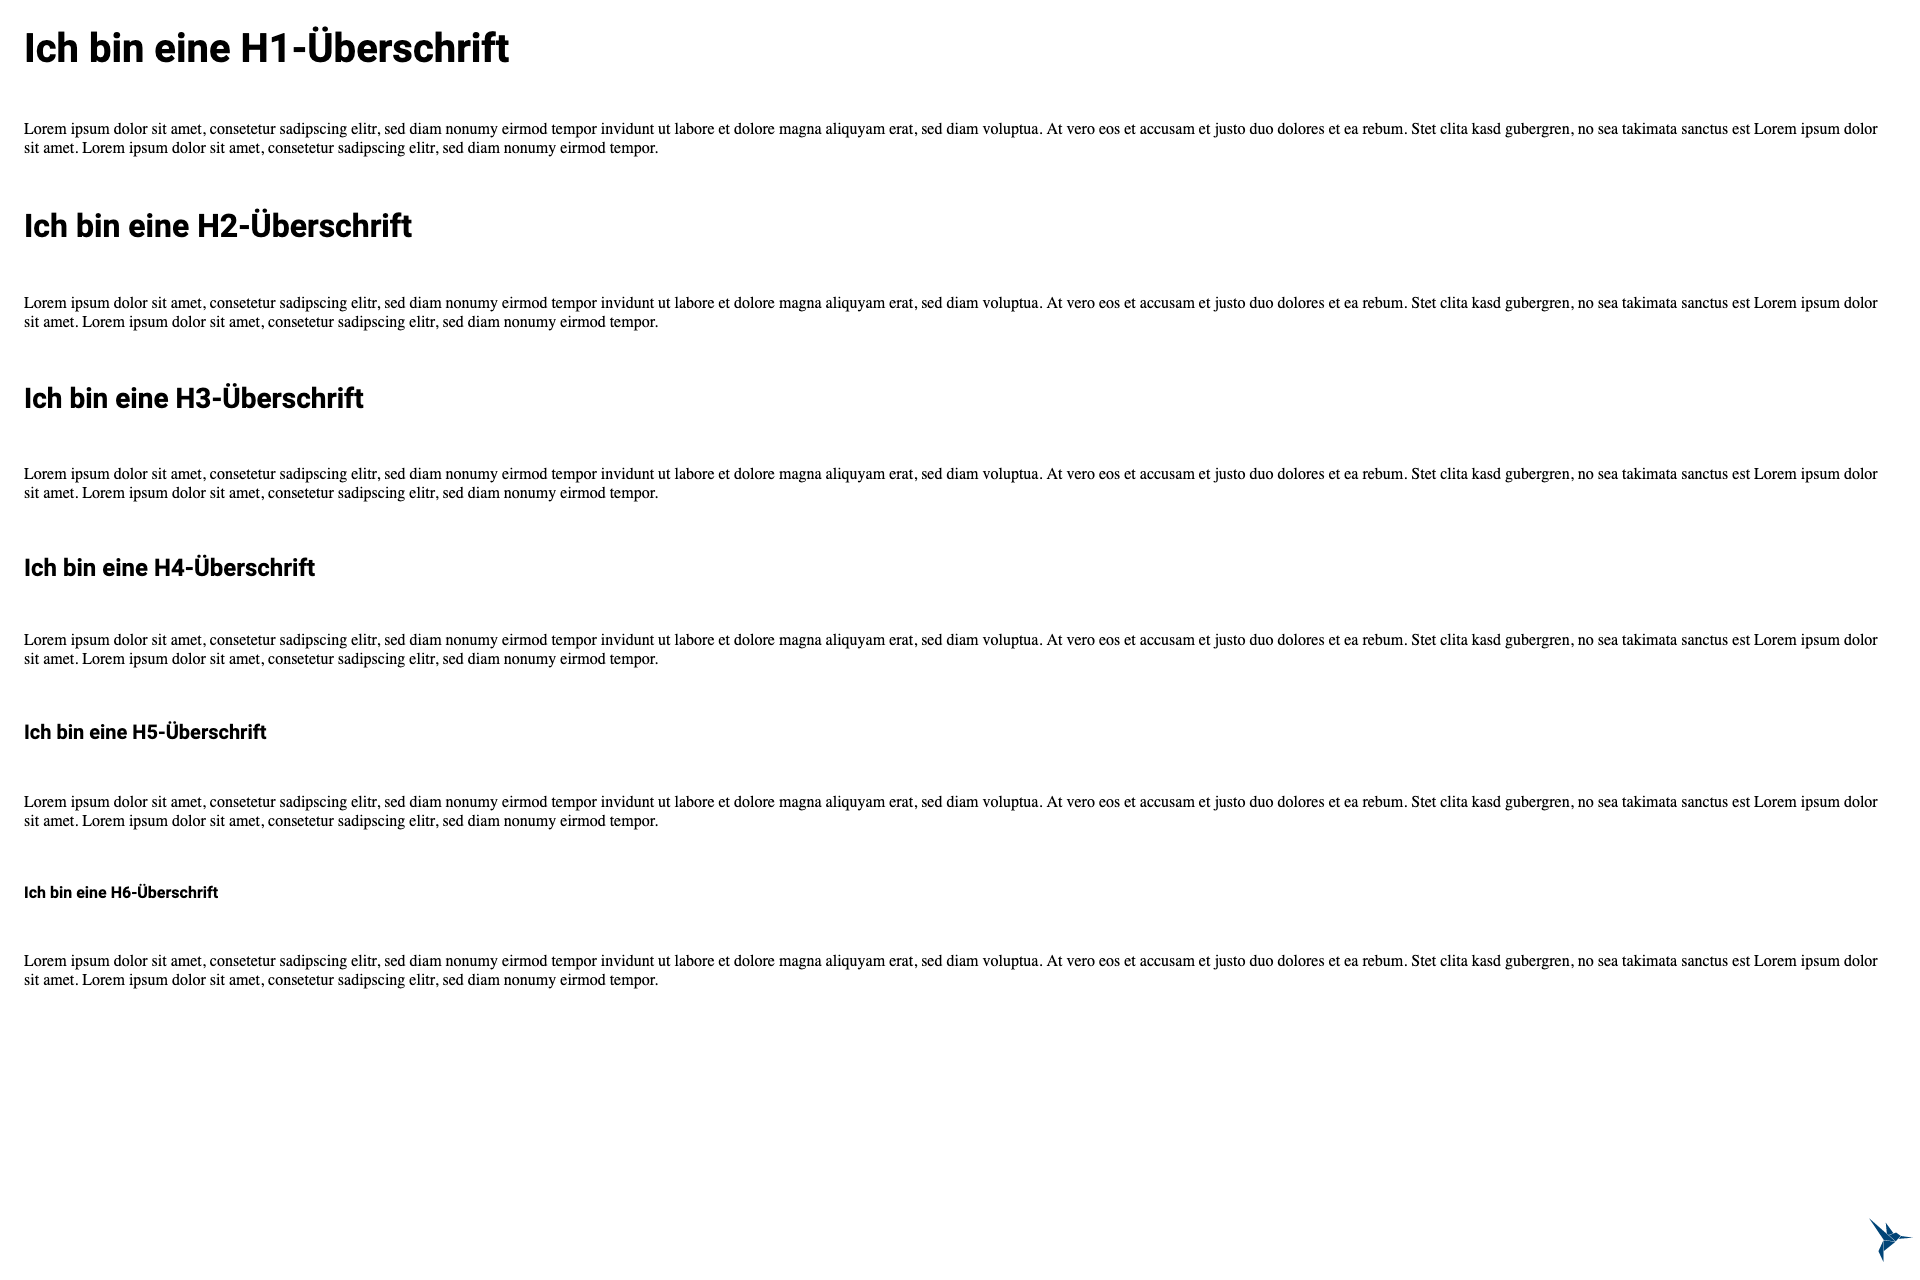 Ich bin eine H1-Überschrift
Lorem ipsum dolor sit amet, consetetur sadipscing elitr, sed diam nonumy eirmod tempor invidunt ut labore et dolore magna aliquyam erat, sed diam voluptua. At vero eos et accusam et justo duo dolores et ea rebum. Stet clita kasd gubergren, no sea takimata sanctus est Lorem ipsum dolor
sit amet. Lorem ipsum dolor sit amet, consetetur sadipscing elitr, sed diam nonumy eirmod tempor.
Ich bin eine H2-Überschrift
Lorem ipsum dolor sit amet, consetetur sadipscing elitr, sed diam nonumy eirmod tempor invidunt ut labore et dolore magna aliquyam erat, sed diam voluptua. At vero eos et accusam et justo duo dolores et ea rebum. Stet clita kasd gubergren, no sea takimata sanctus est Lorem ipsum dolor
sit amet. Lorem ipsum dolor sit amet, consetetur sadipscing elitr, sed diam nonumy eirmod tempor.
Ich bin eine H3-Überschrift
Lorem ipsum dolor sit amet, consetetur sadipscing elitr, sed diam nonumy eirmod tempor invidunt ut labore et dolore magna aliquyam erat, sed diam voluptua. At vero eos et accusam et justo duo dolores et ea rebum. Stet clita kasd gubergren, no sea takimata sanctus est Lorem ipsum dolor
sit amet. Lorem ipsum dolor sit amet, consetetur sadipscing elitr, sed diam nonumy eirmod tempor.
Ich bin eine H4-Überschrift
Lorem ipsum dolor sit amet, consetetur sadipscing elitr, sed diam nonumy eirmod tempor invidunt ut labore et dolore magna aliquyam erat, sed diam voluptua. At vero eos et accusam et justo duo dolores et ea rebum. Stet clita kasd gubergren, no sea takimata sanctus est Lorem ipsum dolor
sit amet. Lorem ipsum dolor sit amet, consetetur sadipscing elitr, sed diam nonumy eirmod tempor.
Ich bin eine H5-Überschrift
Lorem ipsum dolor sit amet, consetetur sadipscing elitr, sed diam nonumy eirmod tempor invidunt ut labore et dolore magna aliquyam erat, sed diam voluptua. At vero eos et accusam et justo duo dolores et ea rebum. Stet clita kasd gubergren, no sea takimata sanctus est Lorem ipsum dolor
sit amet. Lorem ipsum dolor sit amet, consetetur sadipscing elitr, sed diam nonumy eirmod tempor.
Ich bin eine H6-Überschrift
Lorem ipsum dolor sit amet, consetetur sadipscing elitr, sed diam nonumy eirmod tempor invidunt ut labore et dolore magna aliquyam erat, sed diam voluptua. At vero eos et accusam et justo duo dolores et ea rebum. Stet clita kasd gubergren, no sea takimata sanctus est Lorem ipsum dolor
sit amet. Lorem ipsum dolor sit amet, consetetur sadipscing elitr, sed diam nonumy eirmod tempor.